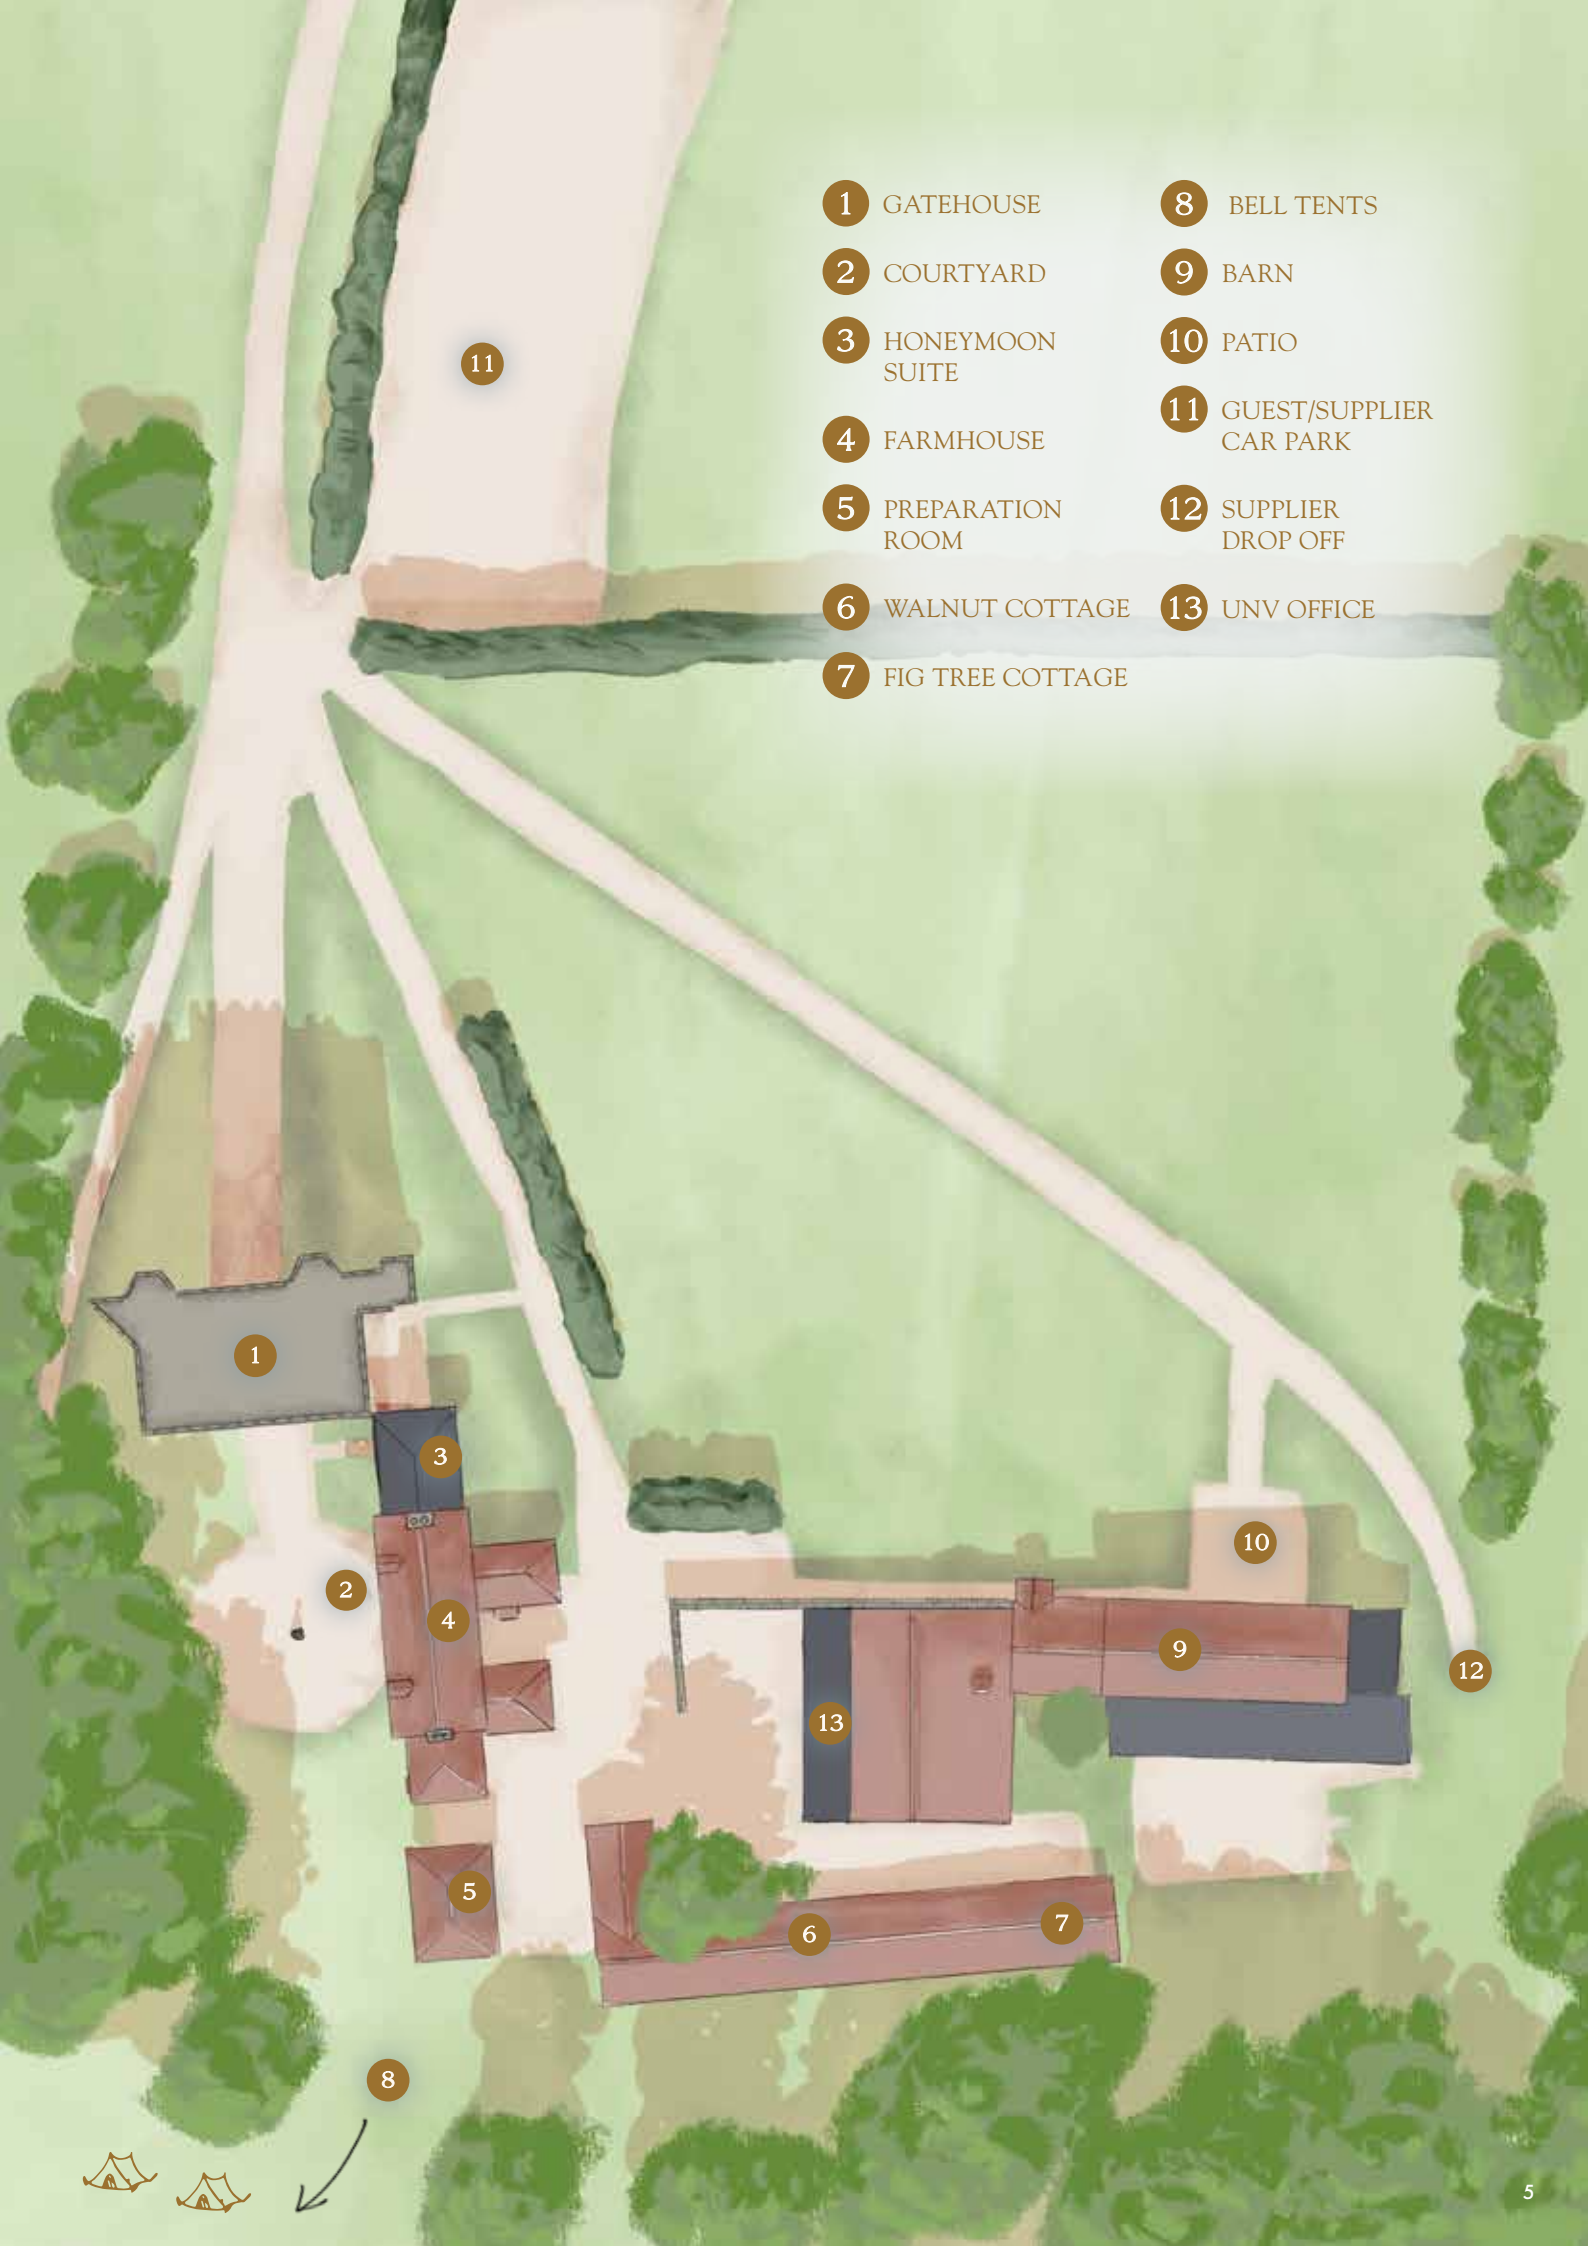 1 GATEHOUSE
2 COURTYARD
3 HONEYMOON
SUITE
4 FARMHOUSE
5 PREPARATION
ROOM
6 WALNUT COTTAGE
7 FIG TREE COTTAGE
8 BELL TENTS
9 BARN
10 PATIO
11 GUEST/SUPPLIER
CAR PARK
12 SUPPLIER
DROP OFF
13 UNV OFFICE
11
1
3
10
2
4
9
12
13
5
6
7
8
5